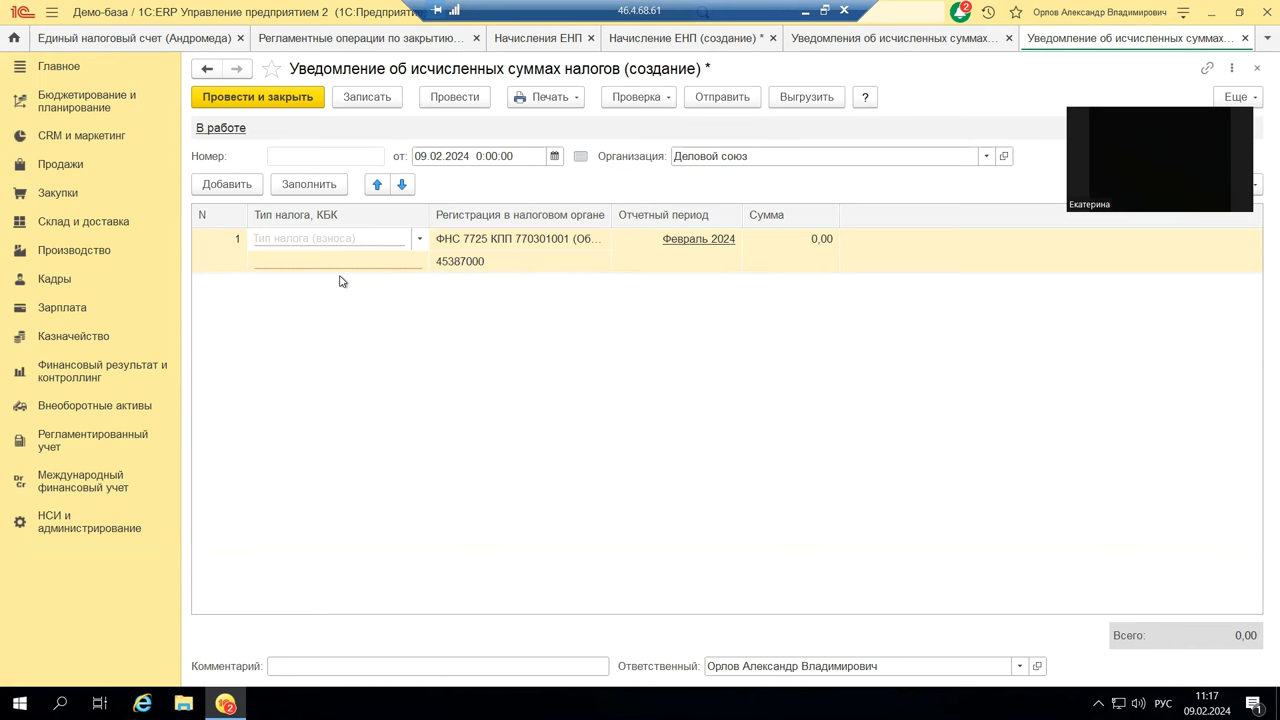 Демо-база / 1С:ERP Управление предприятием 2 (1С:Предприяти
46.4.68.61
2
Орлов Александр Владимирович
Единый налоговый счет (Андромеда)
Регламентные операции по закрытию...
Начисления ЕНП
Начисление ЕНП (создание) *
Уведомления об исчисленных суммах...
Уведомление об исчисленных суммах...
Главное
Бюджетирование и
планирование
CRM и маркетинг
Продажи
Закупки
Склад и доставка
Производство
Кадры
Зарплата
Казначейство
Финансовый результат и
контроллинг
Внеоборотные активы
Регламентированный
учет
Международный
финансовый учет
НСИ и
администрирование
Уведомление об исчисленных суммах налогов (создание) *
Провести и закрыть
Записать
Провести
Печать
Проверка
Отправить
Выгрузить
?
Еще
В работе
Номер:
от: 09.02.2024 0:00:00
Организация: Деловой союз
Екатерина
Добавить
Заполнить
N
Тип налога, КБК
Регистрация в налоговом органе
Отчетный период
Сумма
1
Тип налога (взноса)
ФНС 7725 КПП 770301001 (Об...
Февраль 2024
0,00
45387000
Всего: 0,00
Комментарий:
Ответственный: Орлов Александр Владимирович
РУС
11:17
09.02.2024